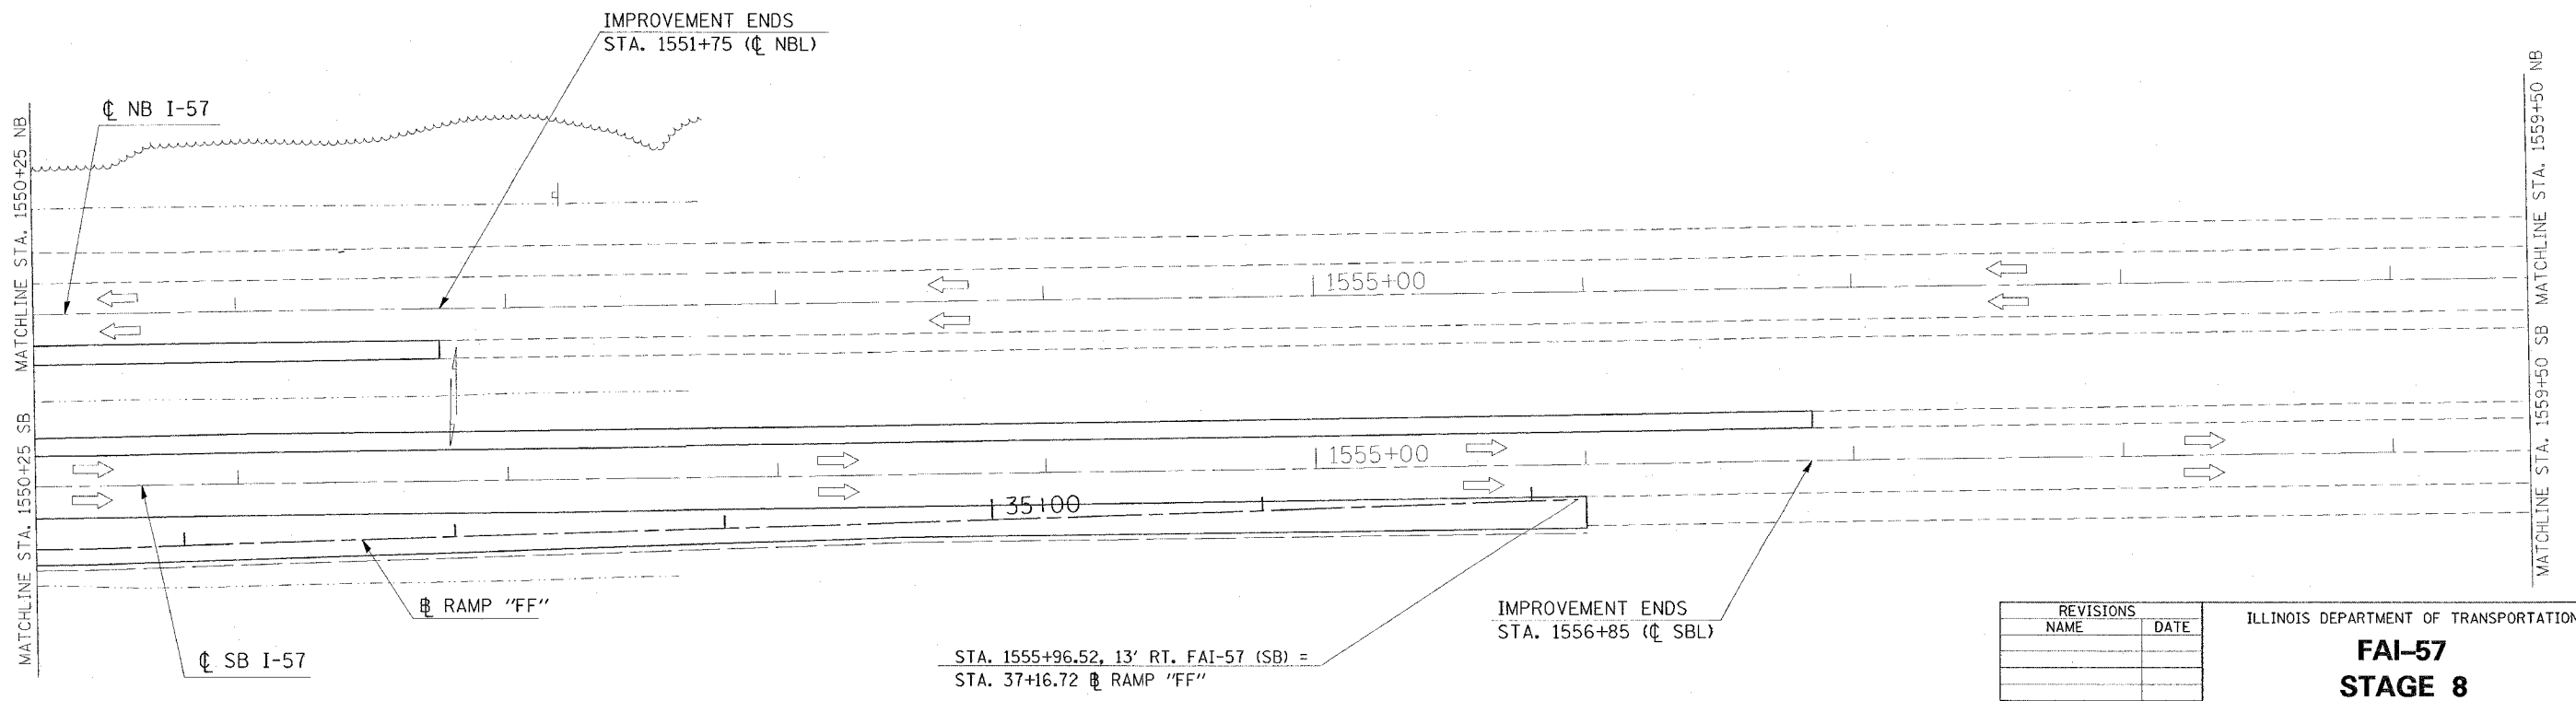 IMPROVEMENT ENDS
STA. 1551+75 (℄ NBL)
℄ NB I-57
MATCHLINE STA. 1550+25 NB
MATCHLINE STA. 1559+50 NB
1555+00
MATCHLINE STA. 1550+25 SB
MATCHLINE STA. 1559+50 SB
1555+00
35+00
℄ SB I-57
B RAMP "FF"
STA. 1555+96.52, 13' RT. FAI-57 (SB) =
STA. 37+16.72 B RAMP "FF"
IMPROVEMENT ENDS
STA. 1556+85 (℄ SBL)
REVISIONS
NAME DATE
ILLINOIS DEPARTMENT OF TRANSPORTATION
FAI-57
STAGE 8